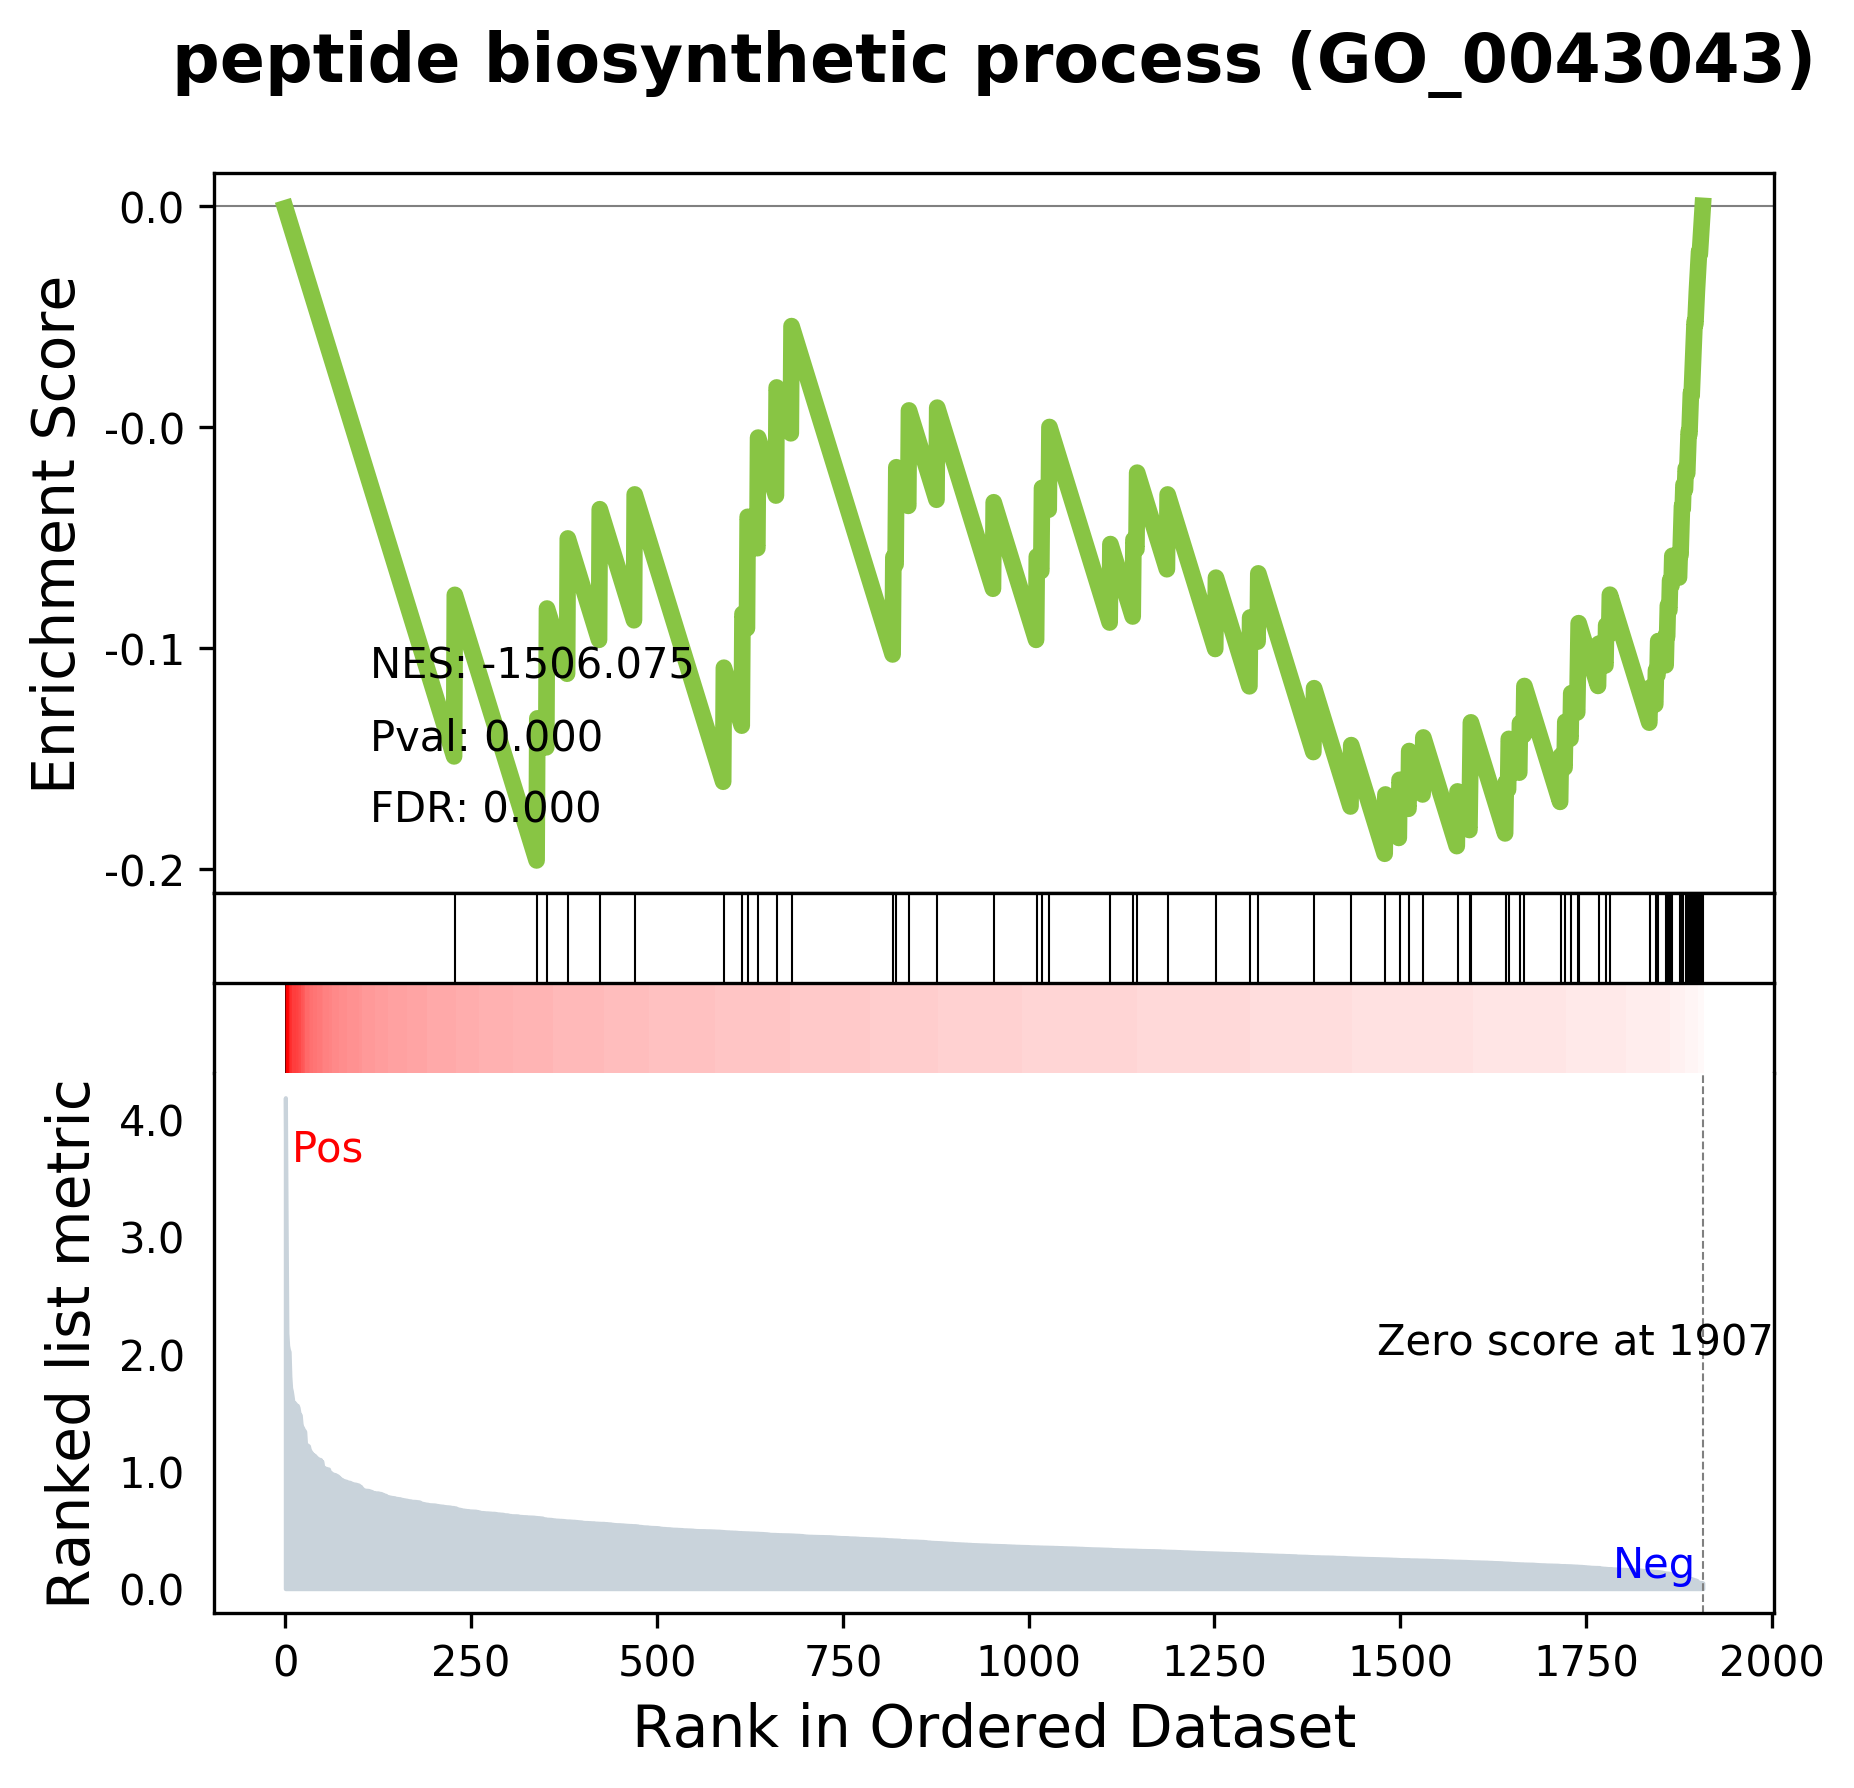 peptide biosynthetic process (GO_0043043)
Enrichment Score
0.0
-0.0
-0.1
-0.2
NES: -1506.075
Pval: 0.000
FDR: 0.000
Ranked list metric
4.0
3.0
2.0
1.0
0.0
Pos
Zero score at 1907
Neg
0 250 500 750 1000 1250 1500 1750 2000
Rank in Ordered Dataset